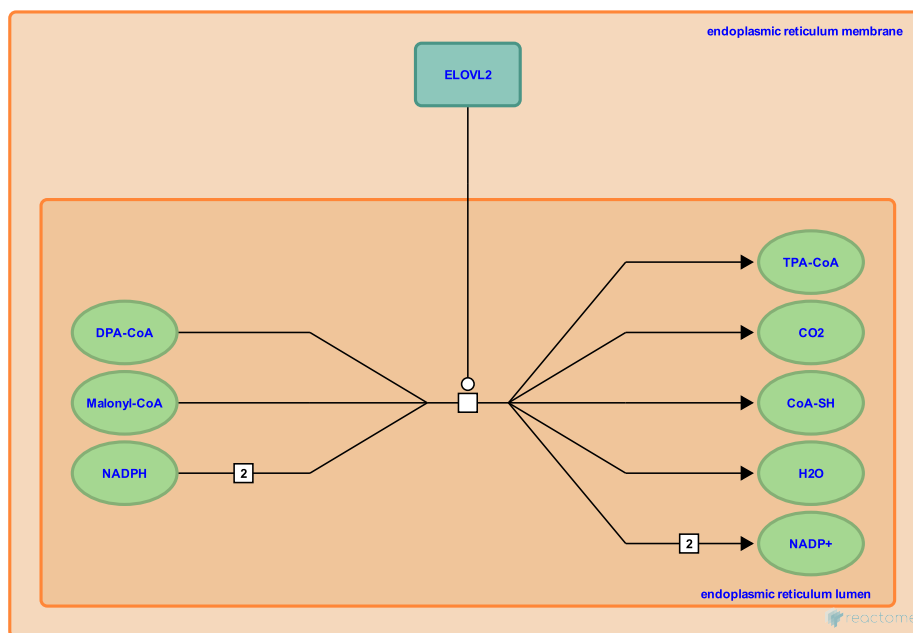 endoplasmic reticulum membrane
ELOVL2
TPA-CoA
DPA-CoA
CO2
Malonyl-CoA
CoA-SH
NADPH
2
H2O
2
NADP+
endoplasmic reticulum lumen
reactome